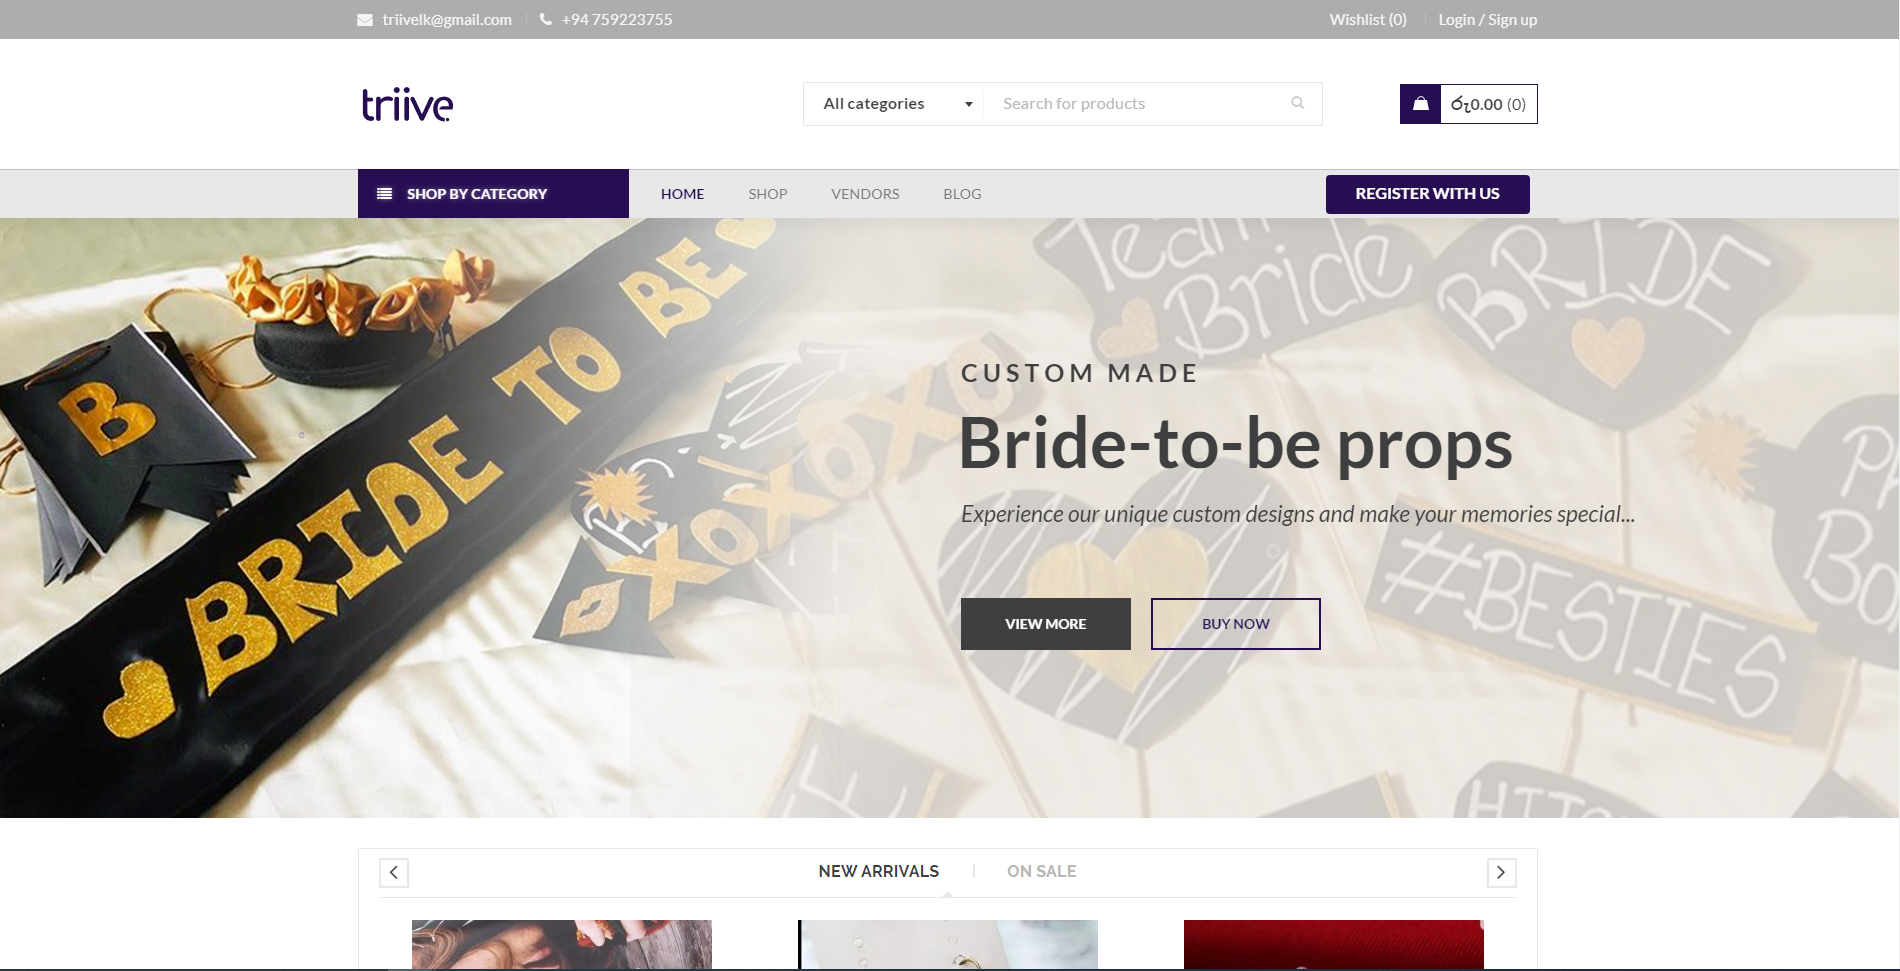 triivelk@gmail.com
+94 759223755
Wishlist (0)
Login / Sign up
triive
All categories
Search for products
රු0.00 (0)
SHOP BY CATEGORY
HOME
SHOP
VENDORS
BLOG
REGISTER WITH US
B
BRIDE TO BE
XOXOXO
Team
Bride
BRIDE
CUSTOM MADE
Bride-to-be props
Experience our unique custom designs and make your memories special...
#BESTIES
VIEW MORE
BUY NOW
NEW ARRIVALS
ON SALE